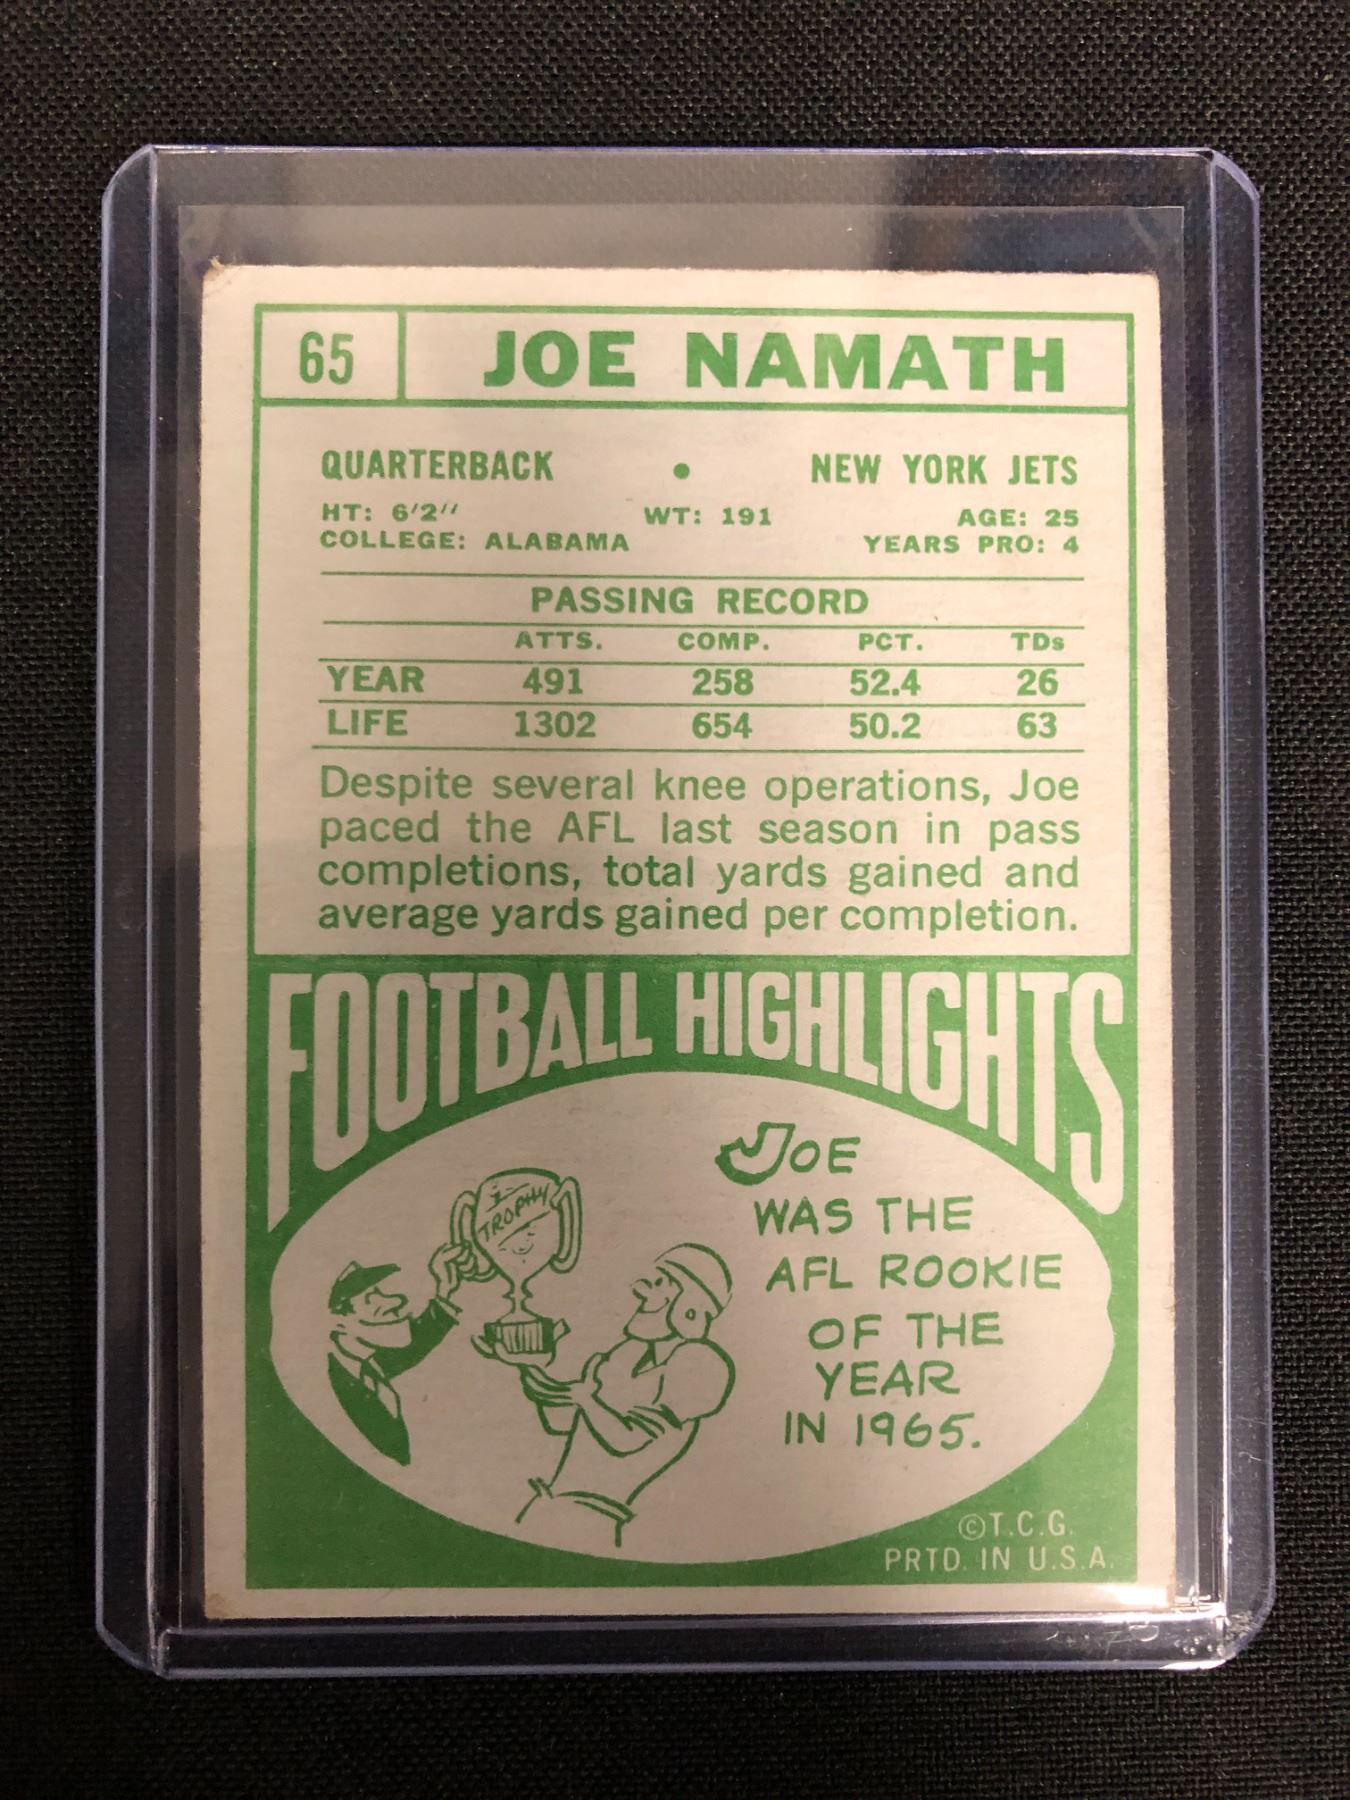 65 JOE NAMATH
QUARTERBACK • NEW YORK JETS
HT: 6'2" WT: 191 AGE: 25
COLLEGE: ALABAMA YEARS PRO: 4
PASSING RECORD
ATTS. COMP. PCT. TDs
YEAR 491 258 52.4 26
LIFE 1302 654 50.2 63
Despite several knee operations, Joe
paced the AFL last season in pass
completions, total yards gained and
average yards gained per completion.
FOOTBALL HIGHLIGHTS
TROPHY
JOE
WAS THE
AFL ROOKIE
OF THE
YEAR
IN 1965.
©T.C.G.
PRTD. IN U.S.A.